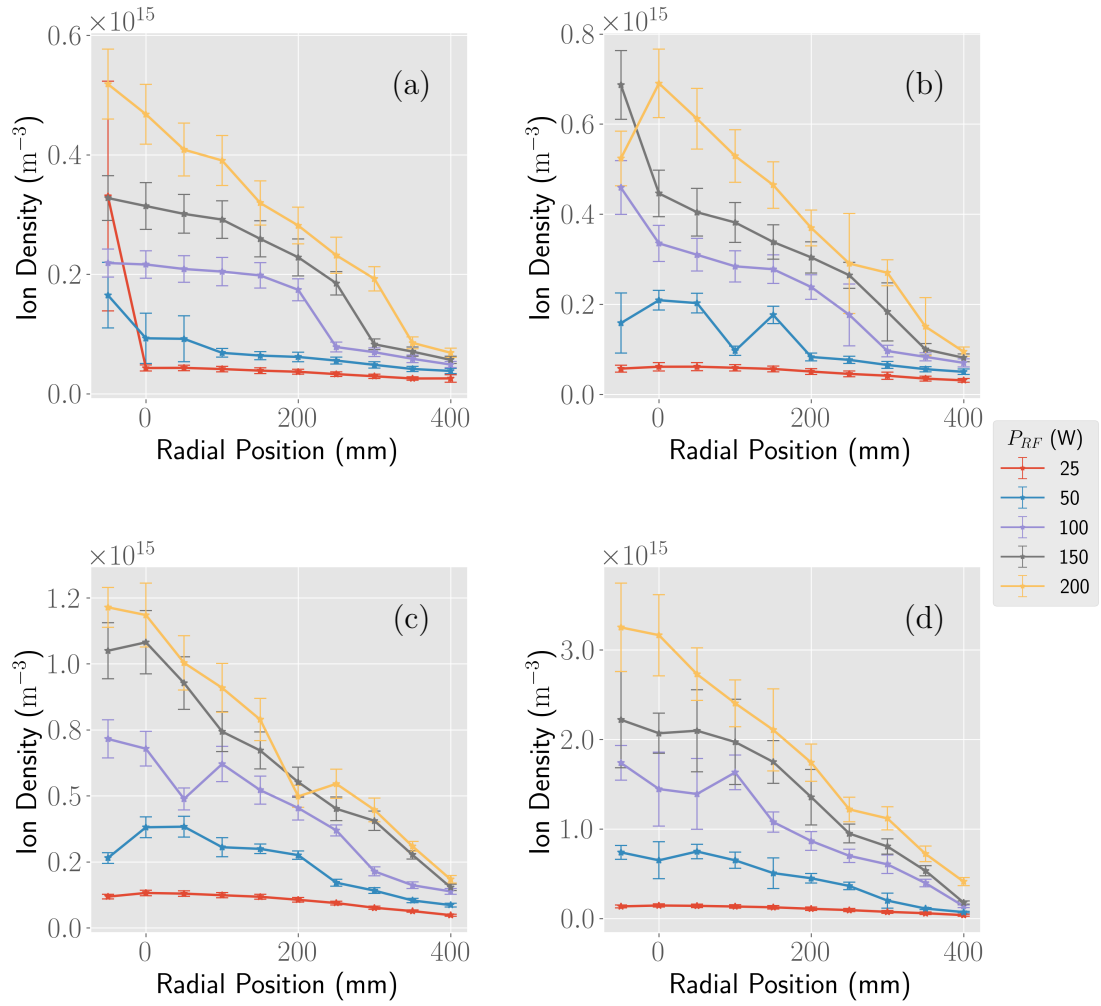 ×10¹⁵
(a)
Ion Density (m⁻³)
0.6
0.4
0.2
0.0
0 200 400
Radial Position (mm)
×10¹⁵
(b)
Ion Density (m⁻³)
0.8
0.6
0.4
0.2
0.0
0 200 400
Radial Position (mm)
P_RF (W)
25
50
100
150
200
×10¹⁵
(c)
Ion Density (m⁻³)
1.2
1.0
0.8
0.5
0.2
0.0
0 200 400
Radial Position (mm)
×10¹⁵
(d)
Ion Density (m⁻³)
3.0
2.0
1.0
0.0
0 200 400
Radial Position (mm)